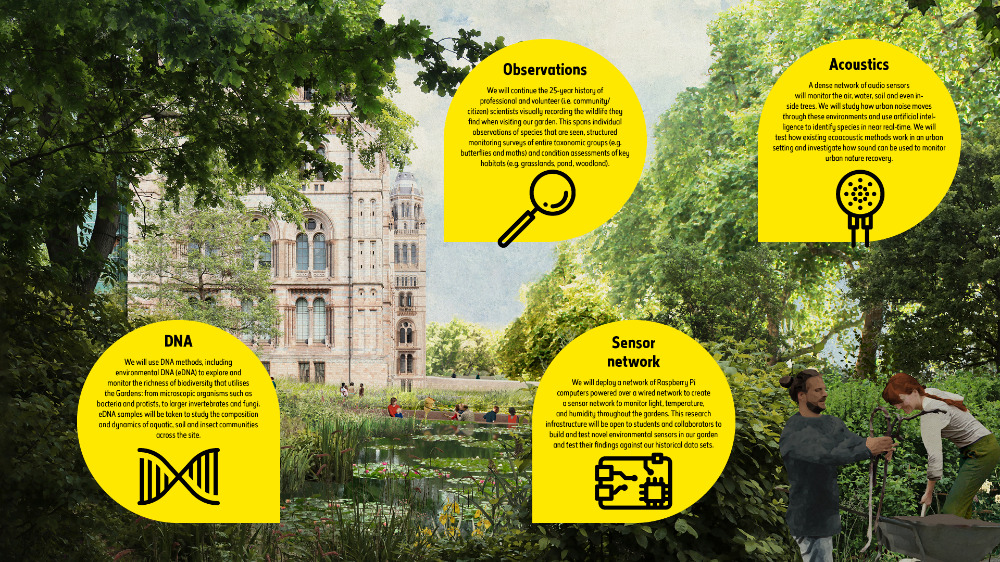 Observations
We will continue the 25-year history of
professional and volunteer (i.e. community/
citizen) scientists visually recording the wildlife they
find when visiting our garden. This spans individual
observations of species that are seen, structured
monitoring surveys of entire taxonomic groups (e.g.
butterflies and moths) and condition assessments of key
habitats (e.g. grasslands, pond, woodland).
Acoustics
A dense network of audio sensors
will monitor the air, water, soil and even in-
side trees. We will study how urban noise moves
through these environments and use artificial intel-
ligence to identify species in near real-time. We will
test how existing ecoacoustic methods work in an urban
setting and investigate how sound can be used to monitor
urban nature recovery.
DNA
We will use DNA methods, including
environmental DNA (eDNA) to explore and
monitor the richness of biodiversity that utilises
the Gardens: from microscopic organisms such as
bacteria and protists, to larger invertebrates and fungi.
eDNA samples will be taken to study the composition
and dynamics of aquatic, soil and insect communities
across the site.
Sensor
network
We will deploy a network of Raspberry Pi
computers powered over a wired network to create
a sensor network to monitor light, temperature,
and humidity throughout the gardens. This research
infrastructure will be open to students and collaborators to
build and test novel environmental sensors in our garden
and test their findings against our historical data sets.